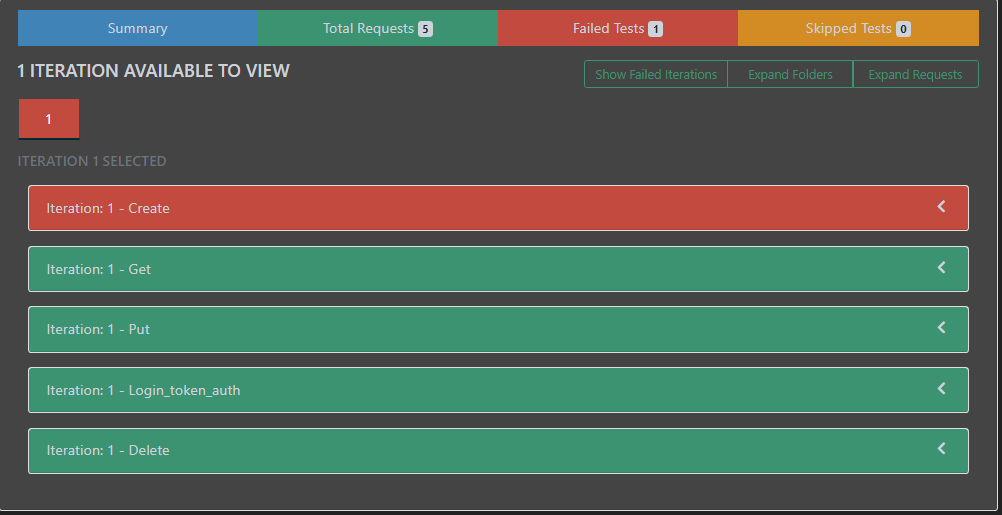 Summary
Total Requests 5
Failed Tests 1
Skipped Tests 0
1 ITERATION AVAILABLE TO VIEW
Show Failed Iterations
Expand Folders
Expand Requests
1
ITERATION 1 SELECTED
Iteration: 1 - Create
Iteration: 1 - Get
Iteration: 1 - Put
Iteration: 1 - Login_token_auth
Iteration: 1 - Delete